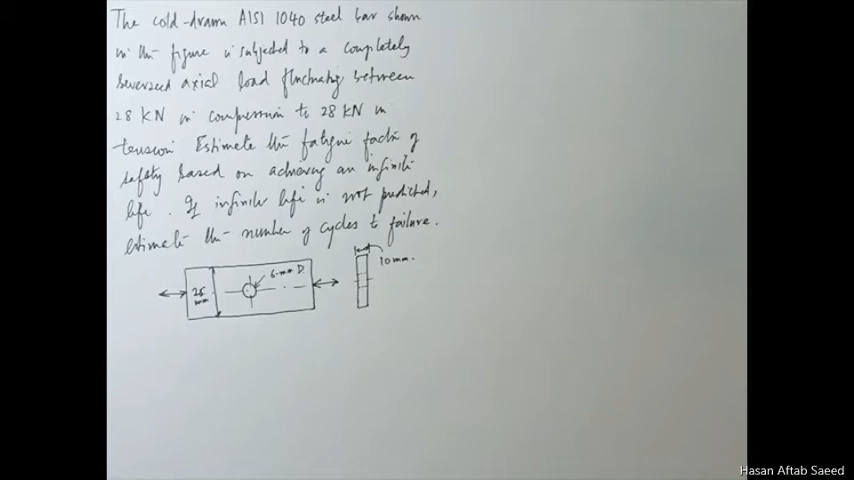 The cold-drawn AISI 1040 steel bar shown
in the figure is subjected to a completely
reversed axial load fluctuating between
28 KN in compression to 28 KN in
tension Estimate the fatigue factor of
safety based on achieving an infinite
life. If infinite life is not predicted,
estimate the number of cycles to failure.
6-mm D
10mm.
25
mm
Hasan Aftab Saeed